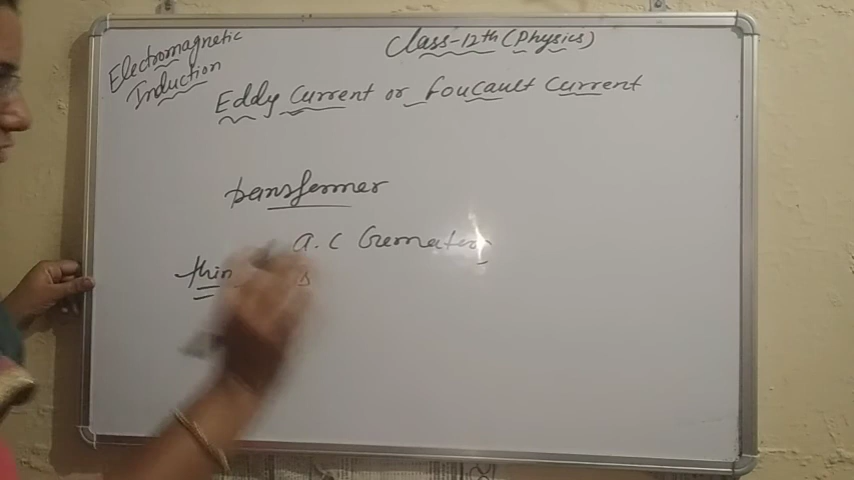 Electromagnetic
Induction
Class-12th (Physics)
Eddy Current or Foucault Current
transformer
a.c Generator
thin